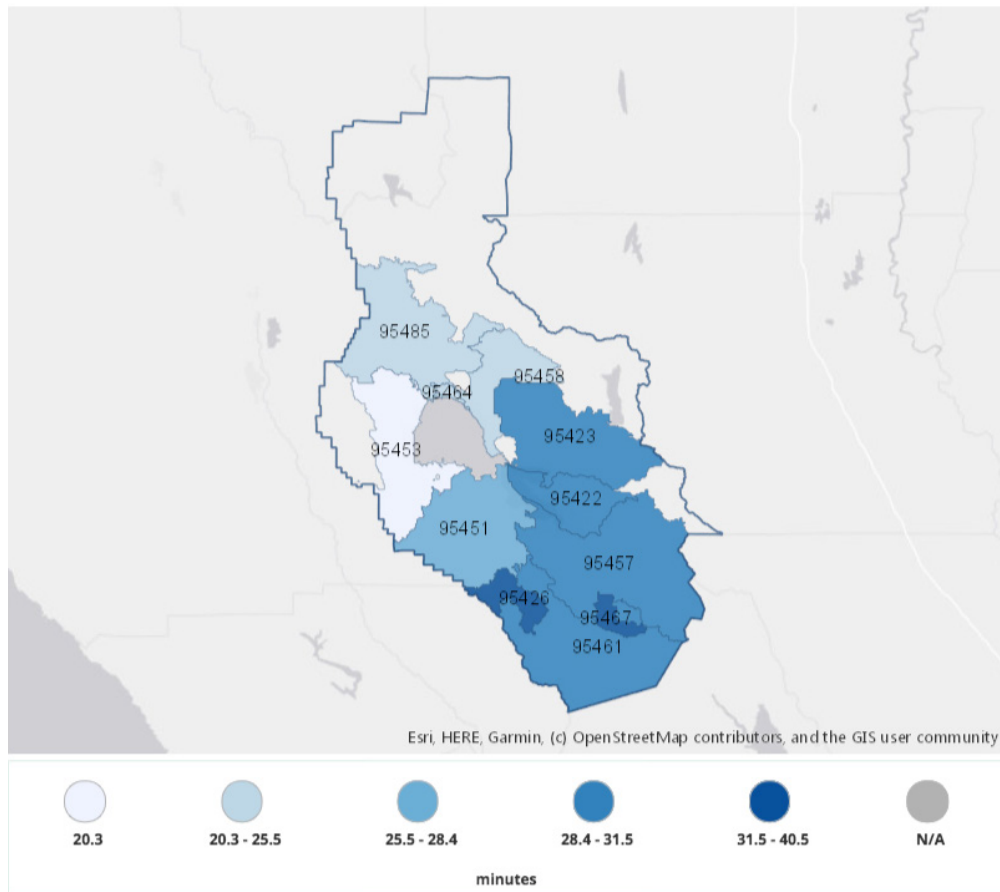 95485
95458
95464
95423
95453
95422
95451
95457
95426
95467
95461
Esri, HERE, Garmin, (c) OpenStreetMap contributors, and the GIS user community
20.3
20.3 - 25.5
25.5 - 28.4
28.4 - 31.5
31.5 - 40.5
N/A
minutes